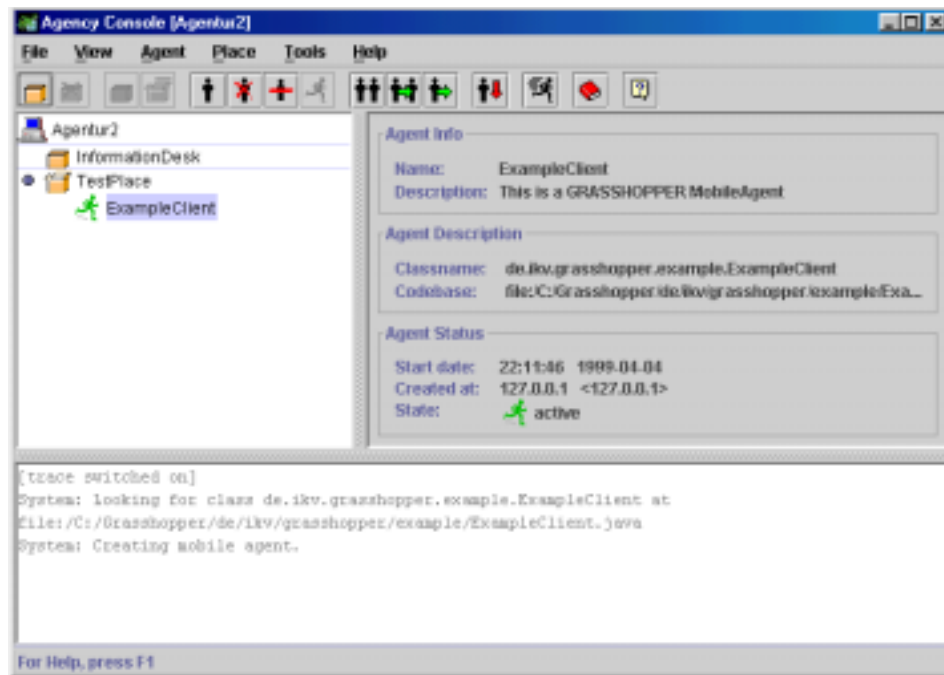 Agency Console [Agentur2]
File View Agent Place Tools Help
Agentur2
InformationDesk
TestPlace
ExampleClient
Agent Info
Name: ExampleClient
Description: This is a GRASSHOPPER MobileAgent
Agent Description
Classname: de.ikv.grasshopper.example.ExampleClient
Codebase: file:/C:/Grasshopper/de/ikv/grasshopper/example/Exa...
Agent Status
Start date: 22:11:46 1999-04-04
Created at: 127.0.0.1 <127.0.0.1>
State: active
[trace switched on]
System: looking for class de.ikv.grasshopper.example.ExampleClient at
file:/C:/Grasshopper/de/ikv/grasshopper/example/ExampleClient.java
System: Creating mobile agent.
For Help, press F1